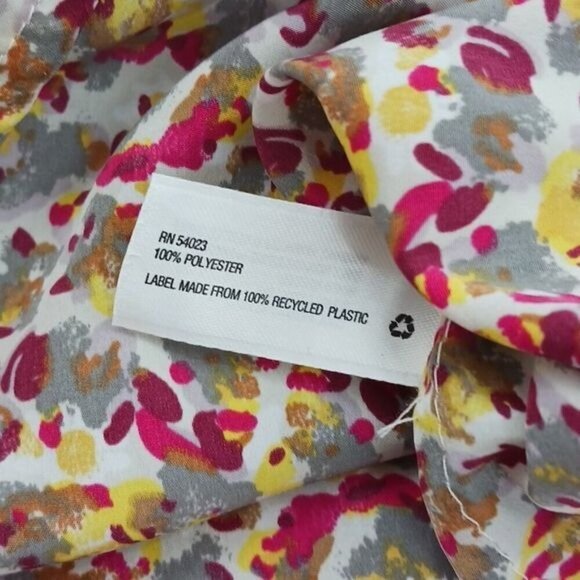 RN 54023
100% POLYESTER
LABEL MADE FROM 100% RECYCLED PLASTIC